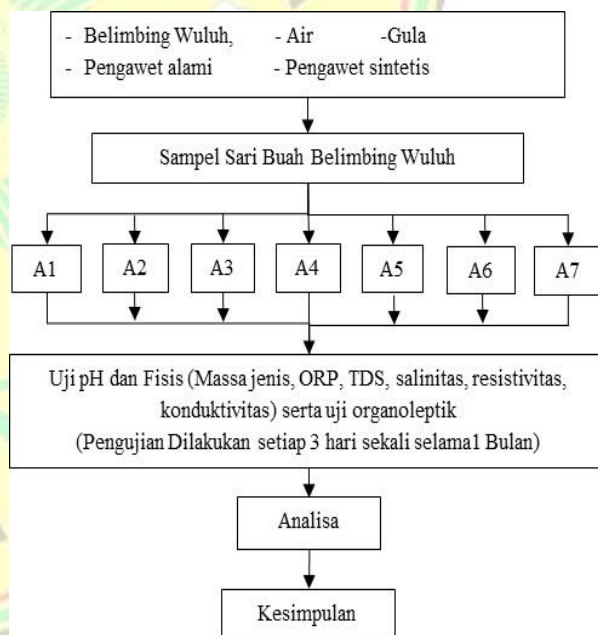 - Belimbing Wuluh, - Air -Gula
- Pengawet alami - Pengawet sintetis
Sampel Sari Buah Belimbing Wuluh
A1 A2 A3 A4 A5 A6 A7
Uji pH dan Fisis (Massa jenis, ORP, TDS, salinitas, resistivitas,
konduktivitas) serta uji organoleptik
(Pengujian Dilakukan setiap 3 hari sekali selama1 Bulan)
Analisa
Kesimpulan